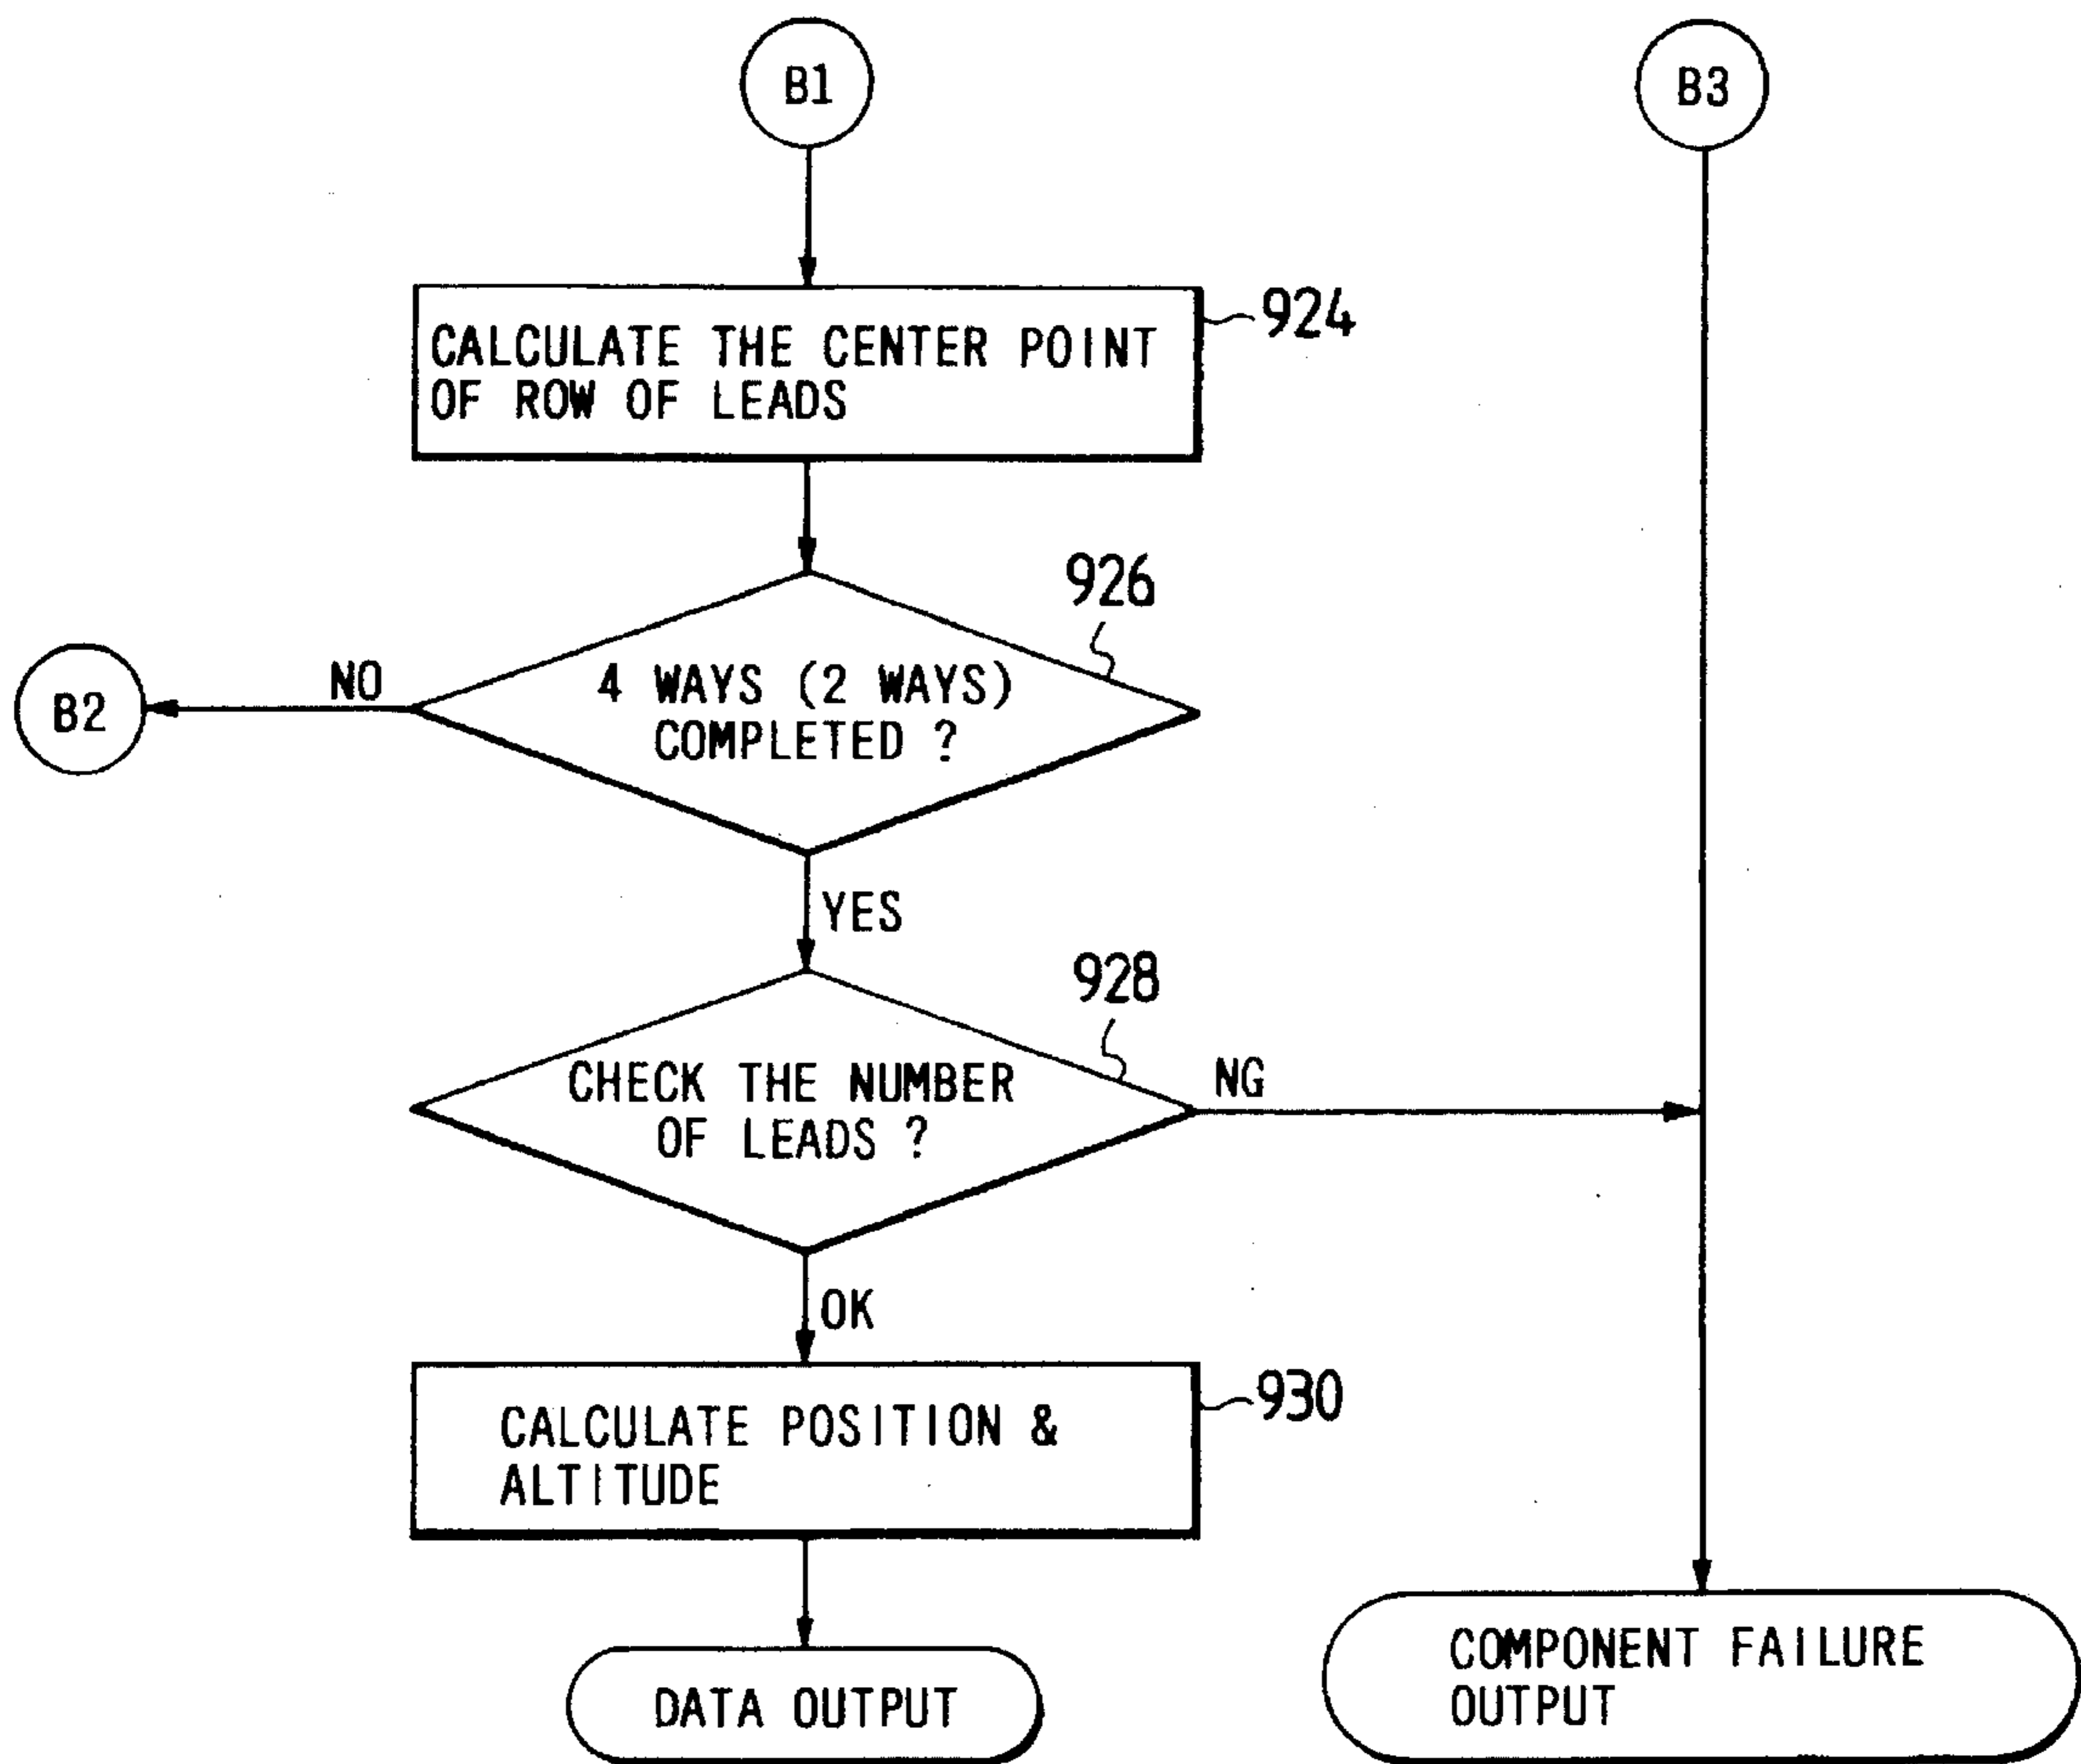 B1
B3
CALCULATE THE CENTER POINT
OF ROW OF LEADS
924
926
4 WAYS (2 WAYS)
COMPLETED ?
NO
B2
YES
928
CHECK THE NUMBER
OF LEADS ?
NG
OK
930
CALCULATE POSITION &
ALTITUDE
DATA OUTPUT
COMPONENT FAILURE
OUTPUT